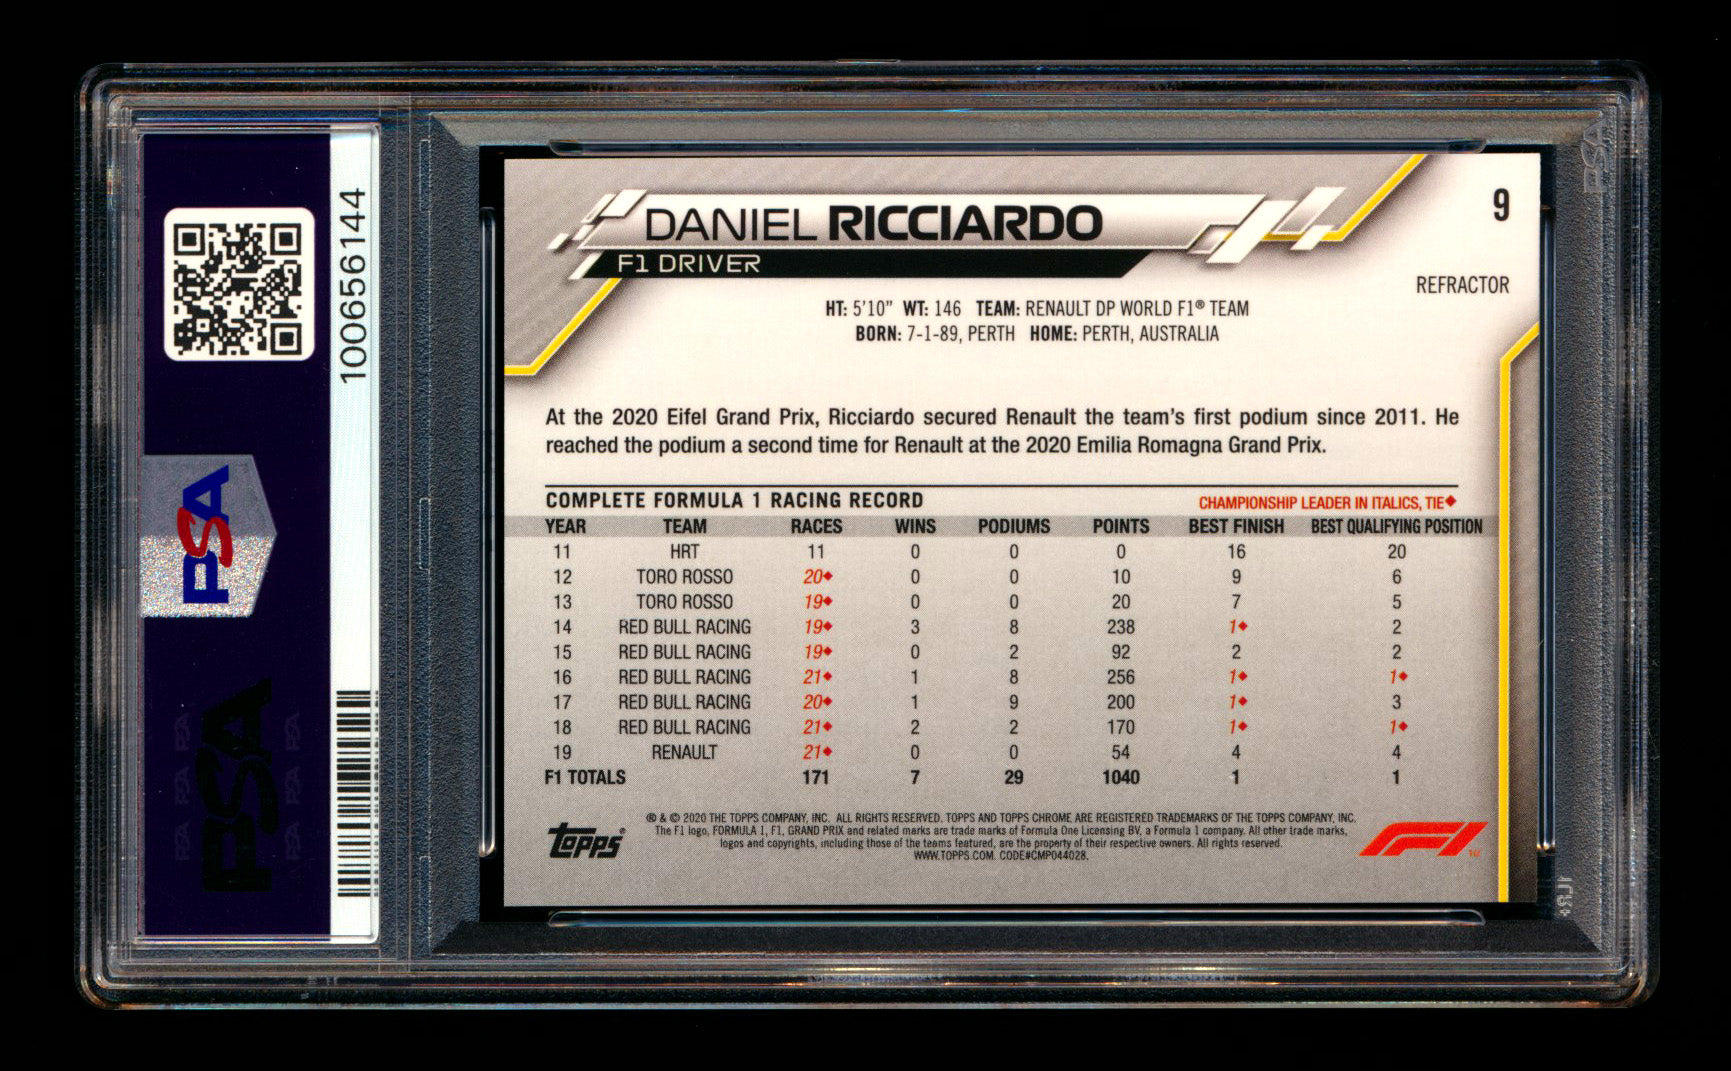 100656144
PSA
PSA
PSA
DANIEL RICCIARDO
F1 DRIVER
9
REFRACTOR
HT: 5'10" WT: 146 TEAM: RENAULT DP WORLD F1® TEAM
BORN: 7-1-89, PERTH HOME: PERTH, AUSTRALIA
At the 2020 Eifel Grand Prix, Ricciardo secured Renault the team's first podium since 2011. He
reached the podium a second time for Renault at the 2020 Emilia Romagna Grand Prix.
COMPLETE FORMULA 1 RACING RECORD CHAMPIONSHIP LEADER IN ITALICS, TIE◆
YEAR TEAM RACES WINS PODIUMS POINTS BEST FINISH BEST QUALIFYING POSITION
11 HRT 11 0 0 0 16 20
12 TORO ROSSO 20◆ 0 0 10 9 6
13 TORO ROSSO 19◆ 0 0 20 7 5
14 RED BULL RACING 19◆ 3 8 238 1◆ 2
15 RED BULL RACING 19◆ 0 2 92 2 2
16 RED BULL RACING 21◆ 1 8 256 1◆ 1◆
17 RED BULL RACING 20◆ 1 9 200 1◆ 3
18 RED BULL RACING 21◆ 2 2 170 1◆ 1◆
19 RENAULT 21◆ 0 0 54 4 4
F1 TOTALS 171 7 29 1040 1 1
topps®
® & © 2020 THE TOPPS COMPANY, INC. ALL RIGHTS RESERVED. TOPPS AND TOPPS CHROME ARE REGISTERED TRADEMARKS OF THE TOPPS COMPANY, INC.
The F1 logo, FORMULA 1, F1, GRAND PRIX and related marks are trade marks of Formula One Licensing BV, a Formula 1 company. All other trade marks,
logos and copyrights, including those of the teams featured, are the property of their respective owners. All rights reserved.
WWW.TOPPS.COM. CODE#CMP044028.
F1™